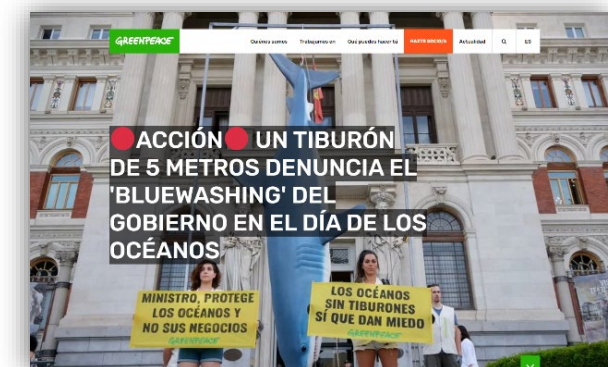 GREENPEACE
Quiénes somos Trabajamos en Qué puedes hacer tú HAZTE SOCIO/A Actualidad ES
🔴ACCIÓN🔴 UN TIBURÓN
DE 5 METROS DENUNCIA EL
'BLUEWASHING' DEL
GOBIERNO EN EL DÍA DE LOS
OCÉANOS
MINISTRO, PROTEGE
LOS OCÉANOS Y
NO SUS NEGOCIOS
GREENPEACE
LOS OCÉANOS
SIN TIBURONES
SÍ QUE DAN MIEDO
GREENPEACE